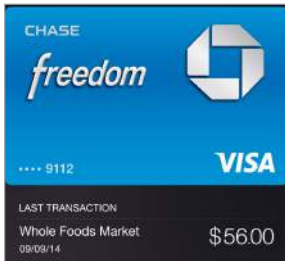 CHASE
freedom
•••• 9112
VISA
LAST TRANSACTION
Whole Foods Market
$56.00
09/09/14